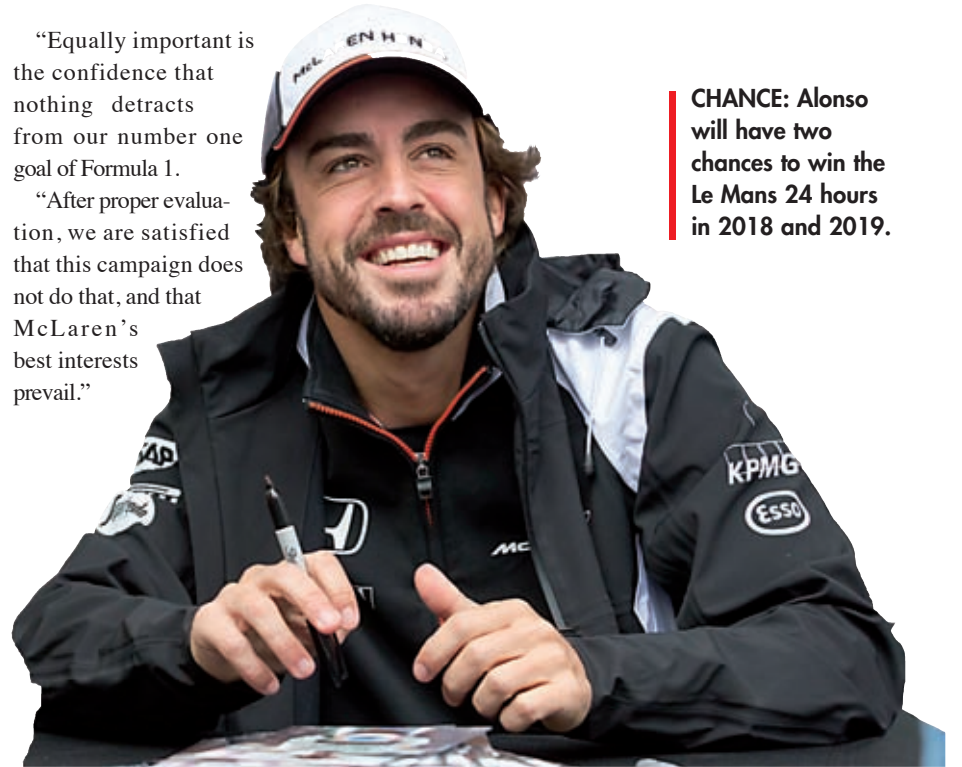 “Equally important is
the confidence that
nothing detracts
from our number one
goal of Formula 1.
“After proper evalua-
tion, we are satisfied
that this campaign does
not do that, and that
McLaren’s
best interests
prevail.”
CHANCE: Alonso
will have two
chances to win the
Le Mans 24 hours
in 2018 and 2019.
KPMG
Esso